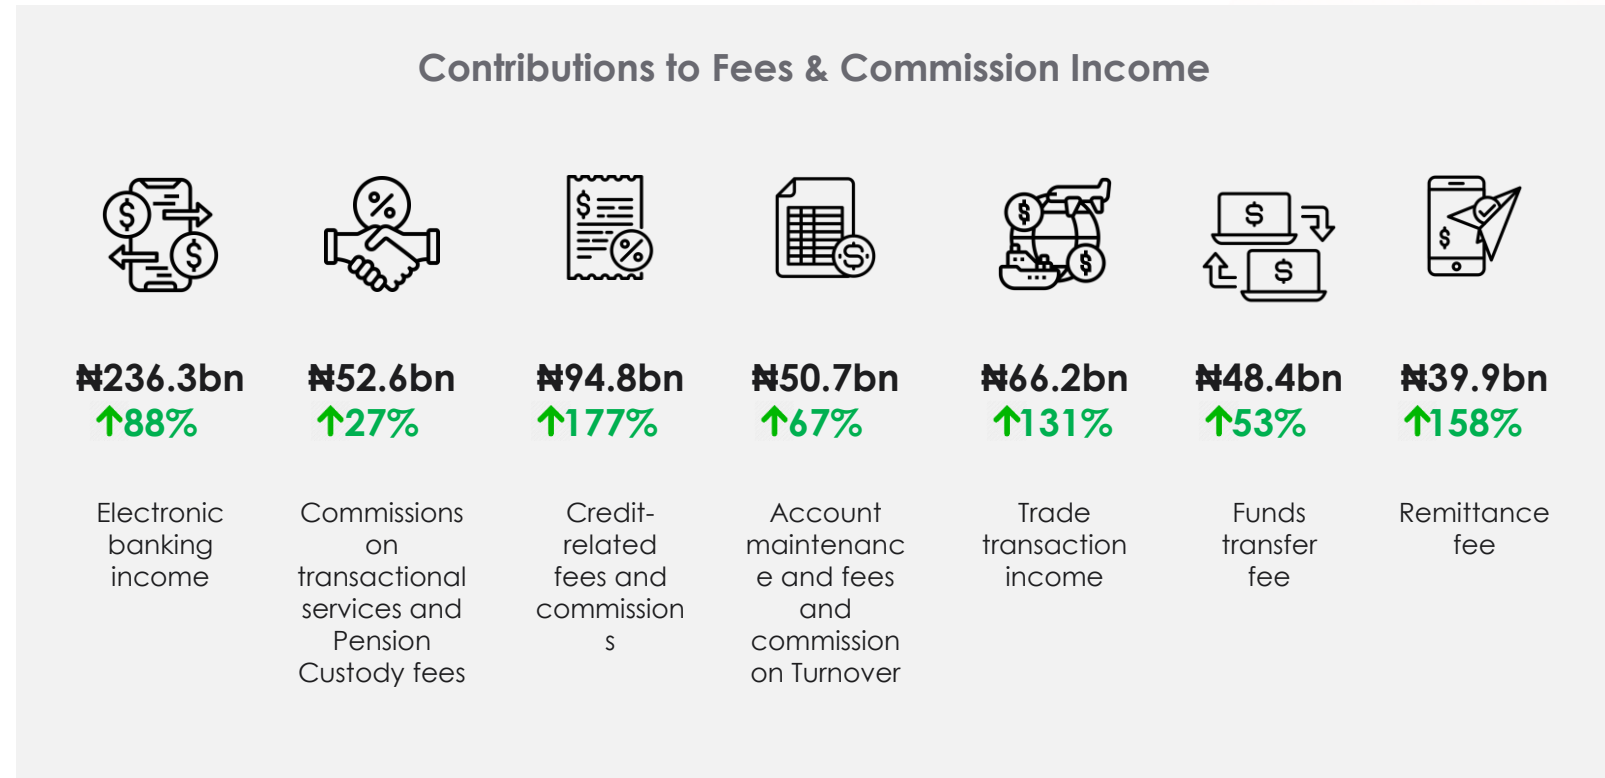 Contributions to Fees & Commission Income
₦236.3bn
↑88%
Electronic
banking
income
₦52.6bn
↑27%
Commissions
on
transactional
services and
Pension
Custody fees
₦94.8bn
↑177%
Credit-
related
fees and
commission
s
₦50.7bn
↑67%
Account
maintenanc
e and fees
and
commission
on Turnover
₦66.2bn
↑131%
Trade
transaction
income
₦48.4bn
↑53%
Funds
transfer
fee
₦39.9bn
↑158%
Remittance
fee